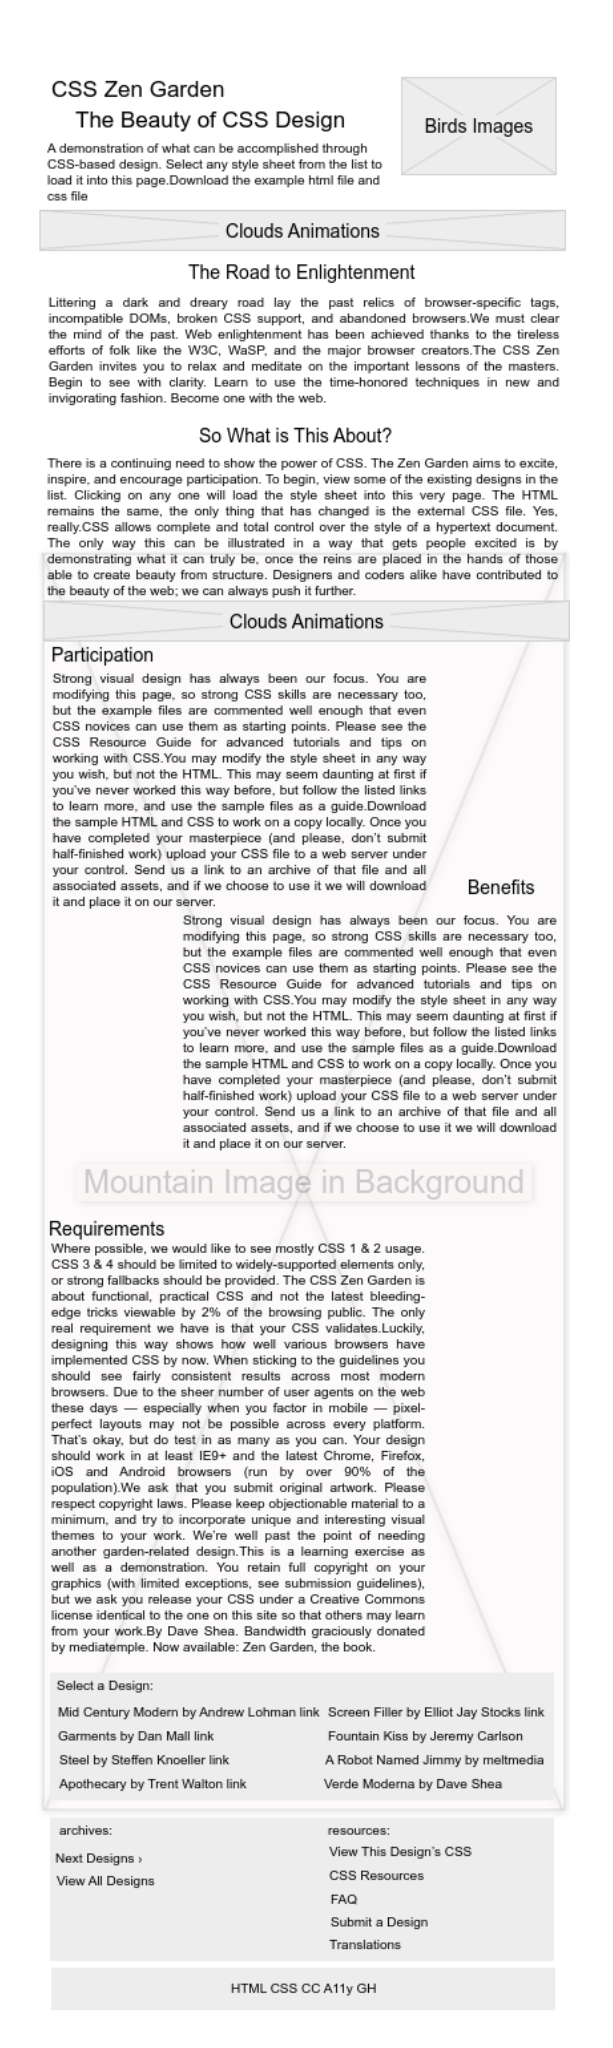 CSS Zen Garden
The Beauty of CSS Design
Birds Images
A demonstration of what can be accomplished through
CSS-based design. Select any style sheet from the list to
load it into this page.Download the example html file and
css file
Clouds Animations
The Road to Enlightenment
Littering a dark and dreary road lay the past relics of browser-specific tags,
incompatible DOMs, broken CSS support, and abandoned browsers.We must clear
the mind of the past. Web enlightenment has been achieved thanks to the tireless
efforts of folk like the W3C, WaSP, and the major browser creators.The CSS Zen
Garden invites you to relax and meditate on the important lessons of the masters.
Begin to see with clarity. Learn to use the time-honored techniques in new and
invigorating fashion. Become one with the web.
So What is This About?
There is a continuing need to show the power of CSS. The Zen Garden aims to excite,
inspire, and encourage participation. To begin, view some of the existing designs in the
list. Clicking on any one will load the style sheet into this very page. The HTML
remains the same, the only thing that has changed is the external CSS file. Yes,
really.CSS allows complete and total control over the style of a hypertext document.
The only way this can be illustrated in a way that gets people excited is by
demonstrating what it can truly be, once the reins are placed in the hands of those
able to create beauty from structure. Designers and coders alike have contributed to
the beauty of the web; we can always push it further.
Clouds Animations
Participation
Strong visual design has always been our focus. You are
modifying this page, so strong CSS skills are necessary too,
but the example files are commented well enough that even
CSS novices can use them as starting points. Please see the
CSS Resource Guide for advanced tutorials and tips on
working with CSS.You may modify the style sheet in any way
you wish, but not the HTML. This may seem daunting at first if
you've never worked this way before, but follow the listed links
to learn more, and use the sample files as a guide.Download
the sample HTML and CSS to work on a copy locally. Once you
have completed your masterpiece (and please, don't submit
half-finished work) upload your CSS file to a web server under
your control. Send us a link to an archive of that file and all
associated assets, and if we choose to use it we will download
it and place it on our server.
Benefits
Strong visual design has always been our focus. You are
modifying this page, so strong CSS skills are necessary too,
but the example files are commented well enough that even
CSS novices can use them as starting points. Please see the
CSS Resource Guide for advanced tutorials and tips on
working with CSS.You may modify the style sheet in any way
you wish, but not the HTML. This may seem daunting at first if
you've never worked this way before, but follow the listed links
to learn more, and use the sample files as a guide.Download
the sample HTML and CSS to work on a copy locally. Once you
have completed your masterpiece (and please, don't submit
half-finished work) upload your CSS file to a web server under
your control. Send us a link to an archive of that file and all
associated assets, and if we choose to use it we will download
it and place it on our server.
Mountain Image in Background
Requirements
Where possible, we would like to see mostly CSS 1 & 2 usage.
CSS 3 & 4 should be limited to widely-supported elements only,
or strong fallbacks should be provided. The CSS Zen Garden is
about functional, practical CSS and not the latest bleeding-
edge tricks viewable by 2% of the browsing public. The only
real requirement we have is that your CSS validates.Luckily,
designing this way shows how well various browsers have
implemented CSS by now. When sticking to the guidelines you
should see fairly consistent results across most modern
browsers. Due to the sheer number of user agents on the web
these days — especially when you factor in mobile — pixel-
perfect layouts may not be possible across every platform.
That's okay, but do test in as many as you can. Your design
should work in at least IE9+ and the latest Chrome, Firefox,
iOS and Android browsers (run by over 90% of the
population).We ask that you submit original artwork. Please
respect copyright laws. Please keep objectionable material to a
minimum, and try to incorporate unique and interesting visual
themes to your work. We're well past the point of needing
another garden-related design.This is a learning exercise as
well as a demonstration. You retain full copyright on your
graphics (with limited exceptions, see submission guidelines),
but we ask you release your CSS under a Creative Commons
license identical to the one on this site so that others may learn
from your work.By Dave Shea. Bandwidth graciously donated
by mediatemple. Now available: Zen Garden, the book.
Select a Design:
Mid Century Modern by Andrew Lohman link
Screen Filler by Elliot Jay Stocks link
Garments by Dan Mall link
Fountain Kiss by Jeremy Carlson
Steel by Steffen Knoeller link
A Robot Named Jimmy by meltmedia
Apothecary by Trent Walton link
Verde Moderna by Dave Shea
archives:
Next Designs ›
View All Designs
resources:
View This Design's CSS
CSS Resources
FAQ
Submit a Design
Translations
HTML CSS CC A11y GH